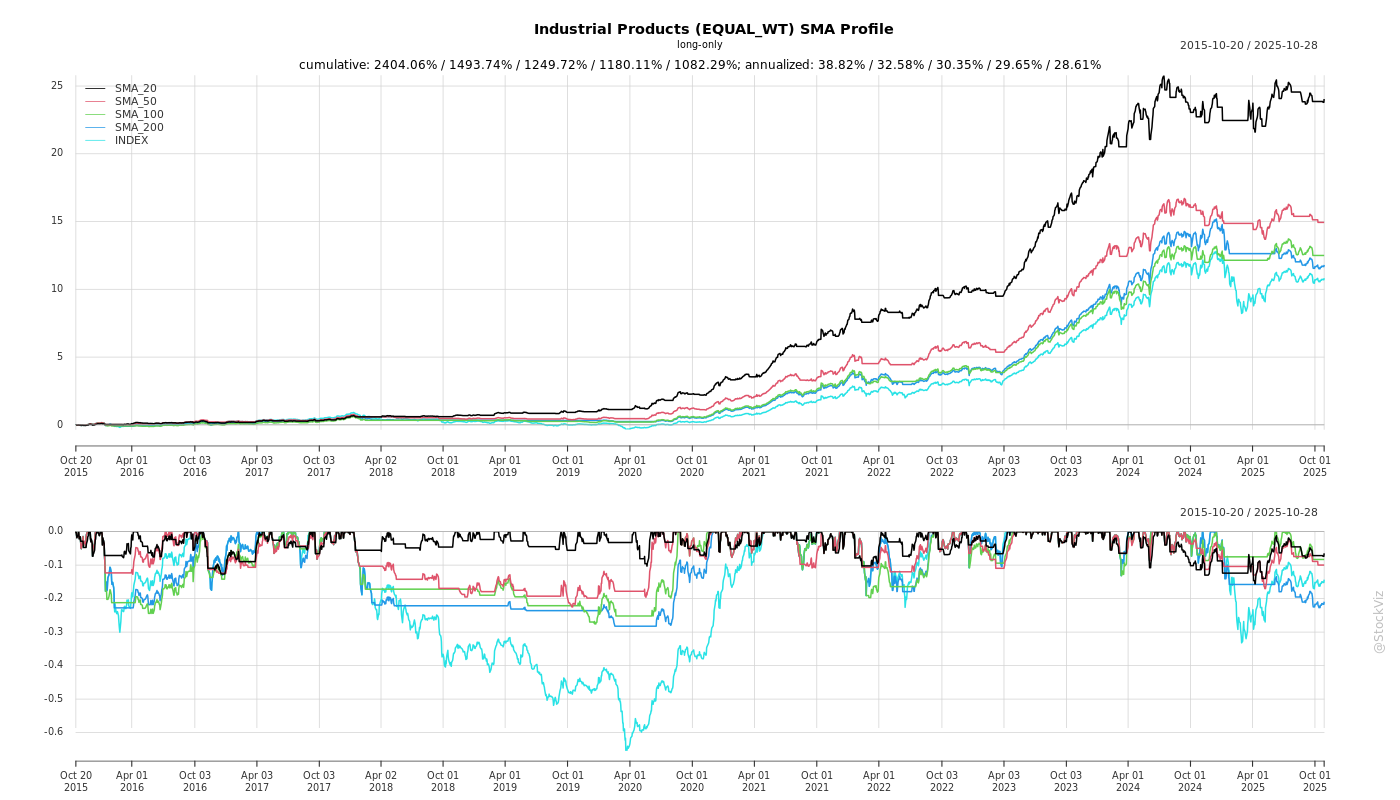 Industrial Products (EQUAL_WT) SMA Profile
long-only
2015-10-20 / 2025-10-28
cumulative: 2404.06% / 1493.74% / 1249.72% / 1180.11% / 1082.29%; annualized: 38.82% / 32.58% / 30.35% / 29.65% / 28.61%
SMA_20
SMA_50
SMA_100
SMA_200
INDEX
25
20
15
10
5
0
Oct 20 Apr 01 Oct 03 Apr 03 Oct 03 Apr 02 Oct 01 Apr 01 Oct 01 Apr 01 Oct 01 Apr 01 Oct 01 Apr 01 Oct 03 Apr 03 Oct 03 Apr 01 Oct 01 Apr 01 Oct 01
2015 2016 2016 2017 2017 2018 2018 2019 2019 2020 2020 2021 2021 2022 2022 2023 2023 2024 2024 2025 2025
2015-10-20 / 2025-10-28
0.0
-0.1
-0.2
-0.3
-0.4
-0.5
-0.6
Oct 20 Apr 01 Oct 03 Apr 03 Oct 03 Apr 02 Oct 01 Apr 01 Oct 01 Apr 01 Oct 01 Apr 01 Oct 01 Apr 01 Oct 03 Apr 03 Oct 03 Apr 01 Oct 01 Apr 01 Oct 01
2015 2016 2016 2017 2017 2018 2018 2019 2019 2020 2020 2021 2021 2022 2022 2023 2023 2024 2024 2025 2025
@StockViz